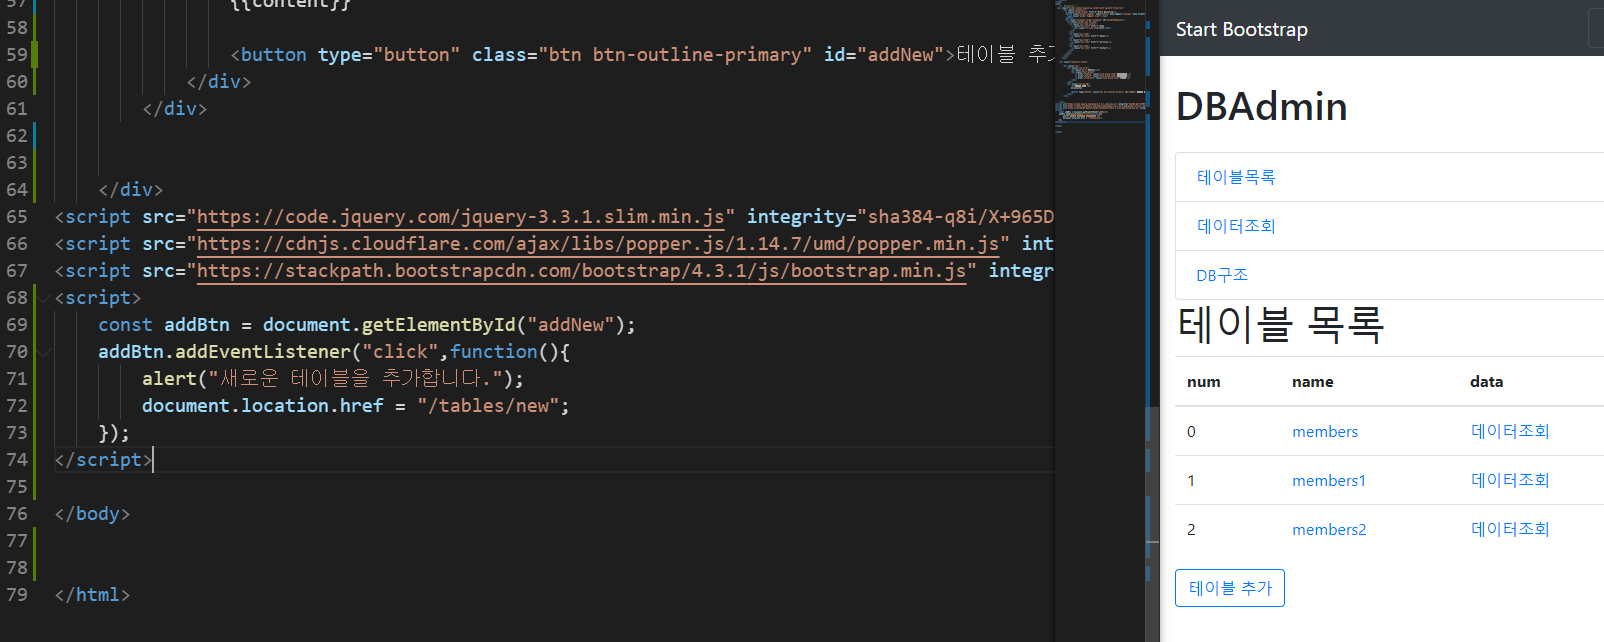 57 {{content}}
58
59 <button type="button" class="btn btn-outline-primary" id="addNew">테이블 추가
60 </div>
61 </div>
62
63
64 </div>
65 <script src="https://code.jquery.com/jquery-3.3.1.slim.min.js" integrity="sha384-q8i/X+965D
66 <script src="https://cdnjs.cloudflare.com/ajax/libs/popper.js/1.14.7/umd/popper.min.js" int
67 <script src="https://stackpath.bootstrapcdn.com/bootstrap/4.3.1/js/bootstrap.min.js" integr
68 <script>
69 const addBtn = document.getElementById("addNew");
70 addBtn.addEventListener("click",function(){
71 alert("새로운 테이블을 추가합니다.");
72 document.location.href = "/tables/new";
73 });
74 </script>
75
76 </body>
77
78
79 </html>
Start Bootstrap
DBAdmin
테이블목록
데이터조회
DB구조
테이블 목록
num name data
0 members 데이터조회
1 members1 데이터조회
2 members2 데이터조회
테이블 추가